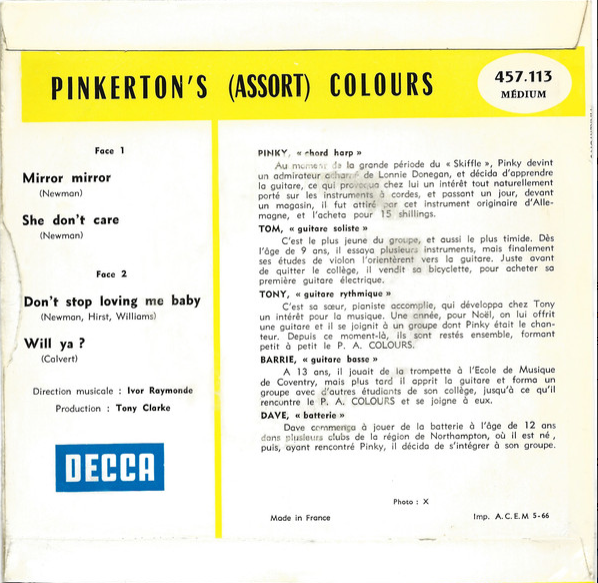 PINKERTON'S (ASSORT) COLOURS
457.113
MÉDIUM
Face 1
Mirror mirror
(Newman)
She don't care
(Newman)
Face 2
Don't stop loving me baby
(Newman, Hirst, Williams)
Will ya ?
(Calvert)
Direction musicale : Ivor Raymonde
Production : Tony Clarke
DECCA
PINKY, « chord harp »
Au moment de la grande période du « Skiffle », Pinky devint
un admirateur acharné de Lonnie Donegan, et décida d'apprendre
la guitare, ce qui provoqua chez lui un intérêt tout naturellement
porté sur les instruments à cordes, et passant un jour, devant
un magasin, il fut attiré par cet instrument originaire d'Alle-
magne, et l'acheta pour 15 shillings.
TOM, « guitare soliste »
C'est le plus jeune du groupe, et aussi le plus timide. Dès
l'âge de 9 ans, il essaya plusieurs instruments, mais finalement
ses études de violon l'orientèrent vers la guitare. Juste avant
de quitter le collège, il vendit sa bicyclette, pour acheter sa
première guitare électrique.
TONY, « guitare rythmique »
C'est sa sœur, pianiste accomplie, qui développa chez Tony
un intérêt pour la musique. Une année, pour Noël, on lui offrit
une guitare et il se joignit à un groupe dont Pinky était le chan-
teur. Depuis ce moment-là, ils sont restés ensemble, formant
petit à petit le P. A. COLOURS.
BARRIE, « guitare basse »
A 13 ans, il jouait de la trompette à l'Ecole de Musique
de Coventry, mais plus tard il apprit la guitare et forma un
groupe avec d'autres étudiants de son collège, jusqu'à ce qu'il
rencontre le P. A. COLOURS et se joigne à eux.
DAVE, « batterie »
Dave commença à jouer de la batterie à l'âge de 12 ans
dans plusieurs clubs de la région de Northampton, où il est né,
puis, ayant rencontré Pinky, il décida de s'intégrer à son groupe.
Photo : X
Made in France
Imp. A.C.E.M 5-66